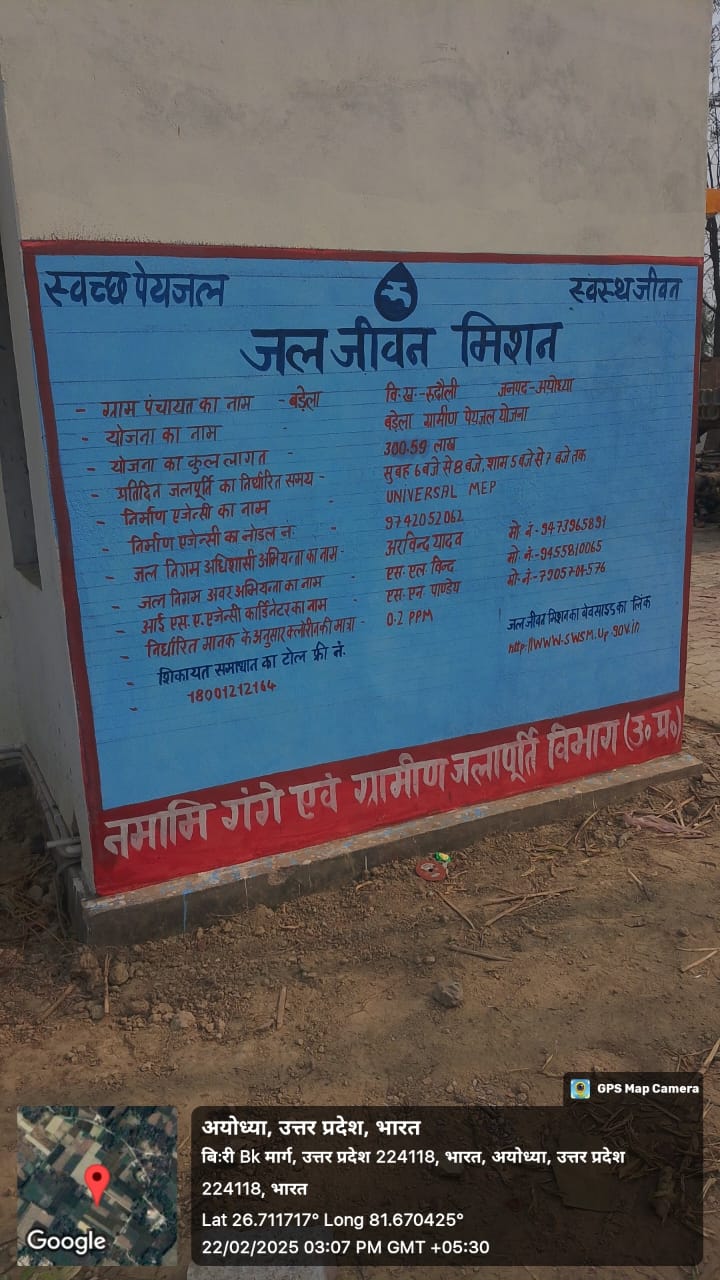 स्वच्छ पेयजल
स्वस्थ जीवन
जल जीवन मिशन
- ग्राम पंचायत का नाम - बड़ेला वि.ख.-रुदौली जनपद-अयोध्या
- योजना का नाम - बड़ेला ग्रामीण पेयजल योजना
- योजना का कुल लागत - 300.59 लाख
- प्रतिदिन जलपूर्ति का निर्धारित समय - सुबह 6 बजे से 8 बजे, शाम 5 बजे से 7 बजे तक
- निर्माण एजेन्सी का नाम UNIVERSAL MEP
- निर्माण एजेन्सी का नोडल नं. - 9742052062
- जल निगम अधिशासी अभियन्ता का नाम - अरविन्द यादव मो. नं.-9473965891
- जल निगम अवर अभियन्ता का नाम - एस. एल बिन्द मो. नं.-9455810065
- आई एस.ए. एजेन्सी कार्डिनेटर का नाम एस. एन. पाण्डेय मो. नं.-7905701-576
- निर्धारित मानक के अनुसार क्लोरीन की मात्रा - 0.2 PPM
- शिकायत समाधान का टोल फ्री नं.
- 18001212164
जल जीवन मिशन का बेवसाइड का लिंक
http://WWW.SWSM.Up gov.in
नमामि गंगे एवं ग्रामीण जलापूर्ति विभाग (उ० प्र०)
GPS Map Camera
अयोध्या, उत्तर प्रदेश, भारत
बिःरी Bk मार्ग, उत्तर प्रदेश 224118, भारत, अयोध्या, उत्तर प्रदेश
224118, भारत
Lat 26.711717° Long 81.670425°
22/02/2025 03:07 PM GMT +05:30
Google